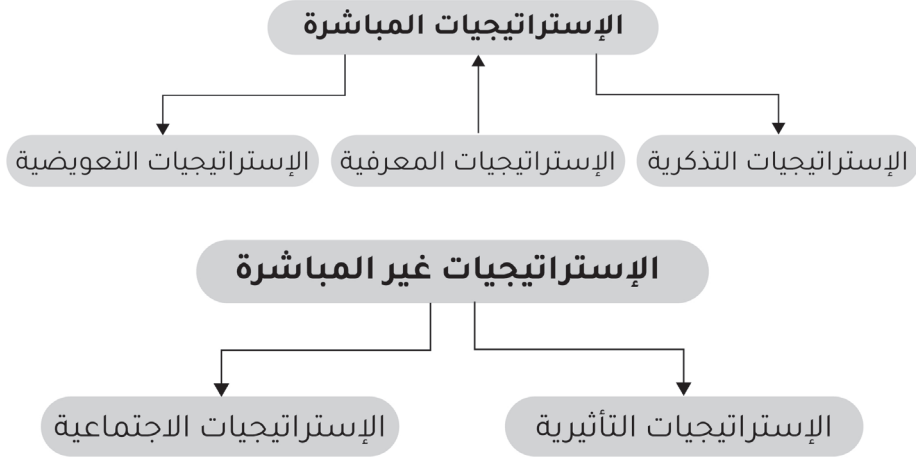 الإستراتيجيات المباشرة
الإستراتيجيات التذكرية
الإستراتيجيات المعرفية
الإستراتيجيات التعويضية
الإستراتيجيات غير المباشرة
الإستراتيجيات التأثيرية
الإستراتيجيات الاجتماعية